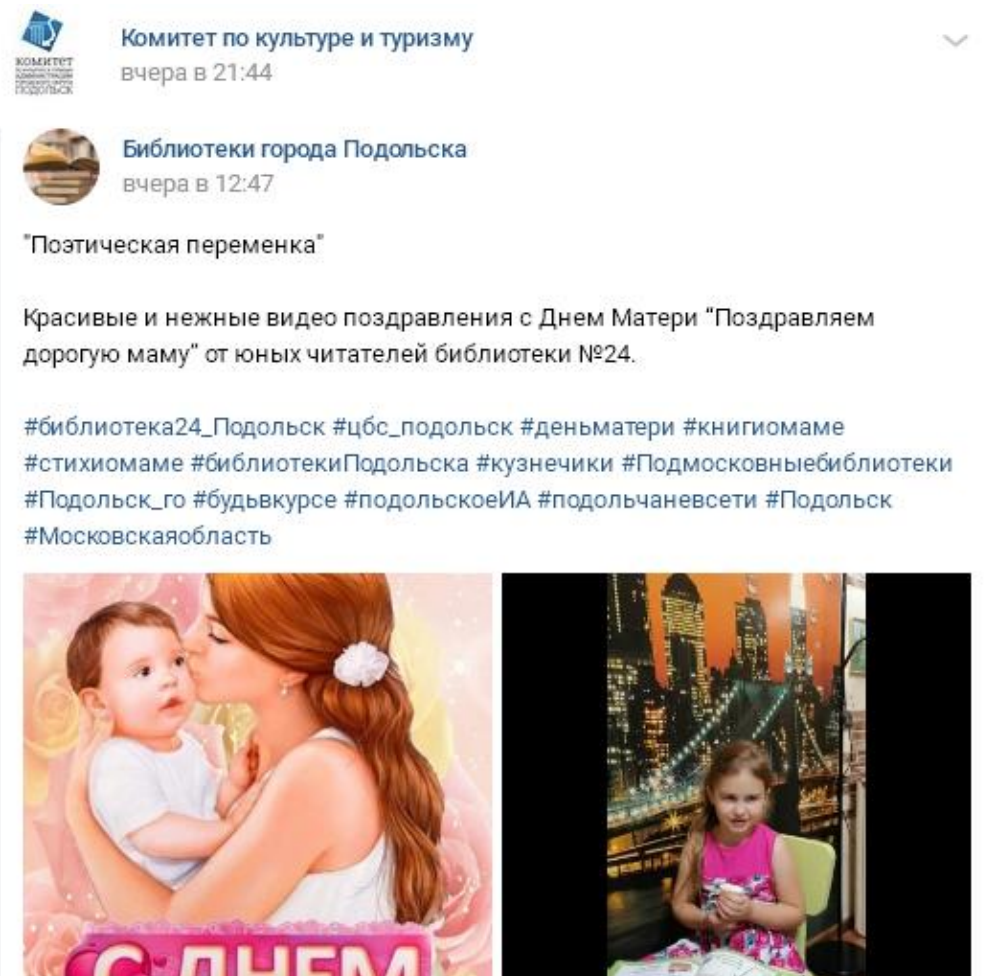 КОМИТЕТ
ПОДОЛЬСК
Комитет по культуре и туризму
вчера в 21:44
Библиотеки города Подольска
вчера в 12:47
"Поэтическая переменка"
Красивые и нежные видео поздравления с Днем Матери “Поздравляем
дорогую маму" от юных читателей библиотеки №24.
#библиотека24_Подольск #цбс_подольск #деньматери #книгиомаме
#стихиомаме #библиотекиПодольска #кузнечики #Подмосковныебиблиотеки
#Подольск_го #будьвкурсе #подольскоеИА #подольчаневсети #Подольск
#Московскаяобласть
С ДНЕМ